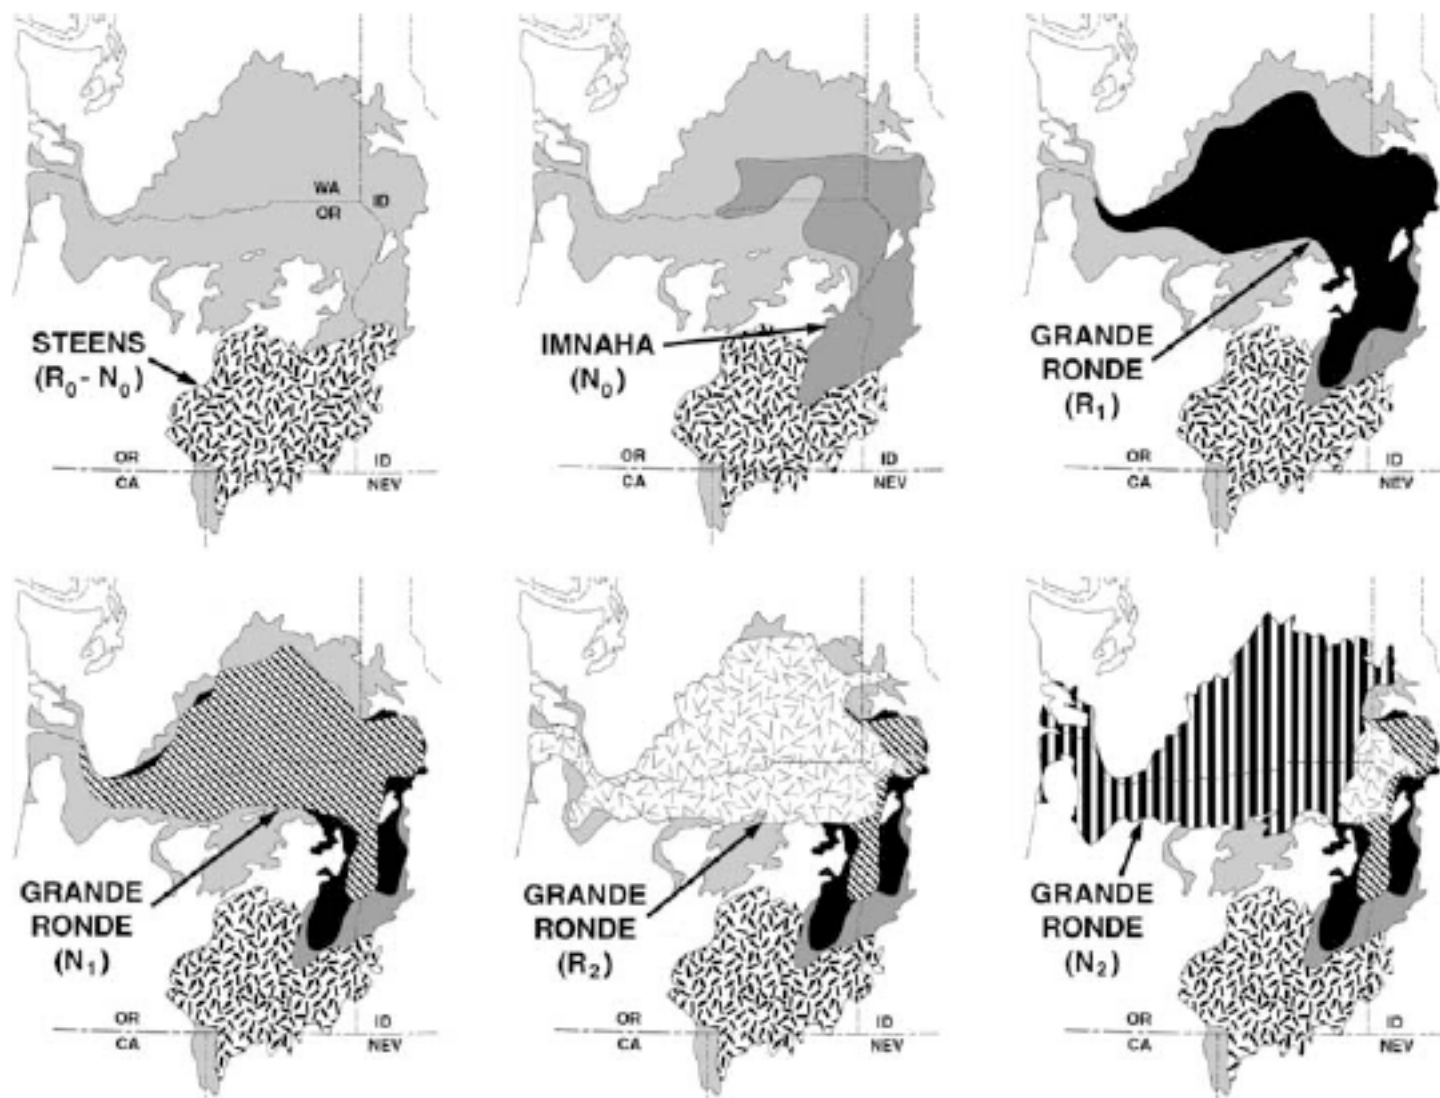 WA
OR
ID
STEENS
(R₀ - N₀)
OR
CA
ID
NEV
IMNAHA
(N₀)
OR
CA
ID
NEV
GRANDE
RONDE
(R₁)
OR
CA
ID
NEV
GRANDE
RONDE
(N₁)
OR
CA
ID
NEV
GRANDE
RONDE
(R₂)
OR
CA
ID
NEV
GRANDE
RONDE
(N₂)
OR
CA
ID
NEV